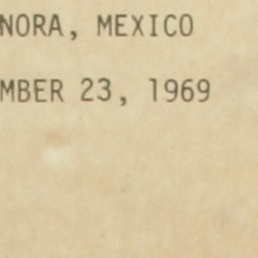 NORA, MEXICO
MBER 23, 1969